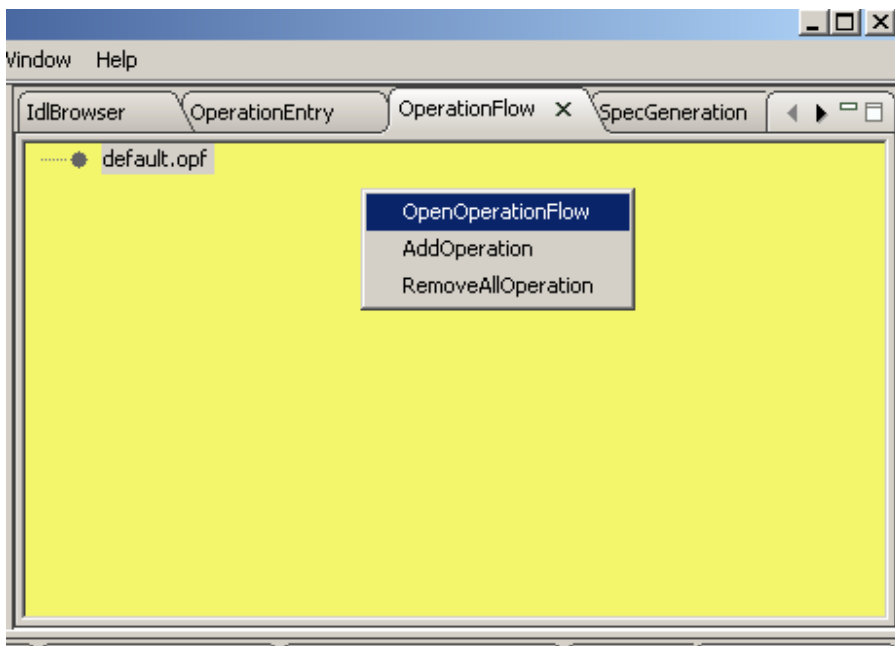 Window Help
IdlBrowser OperationEntry OperationFlow SpecGeneration
default.opf
OpenOperationFlow
AddOperation
RemoveAllOperation